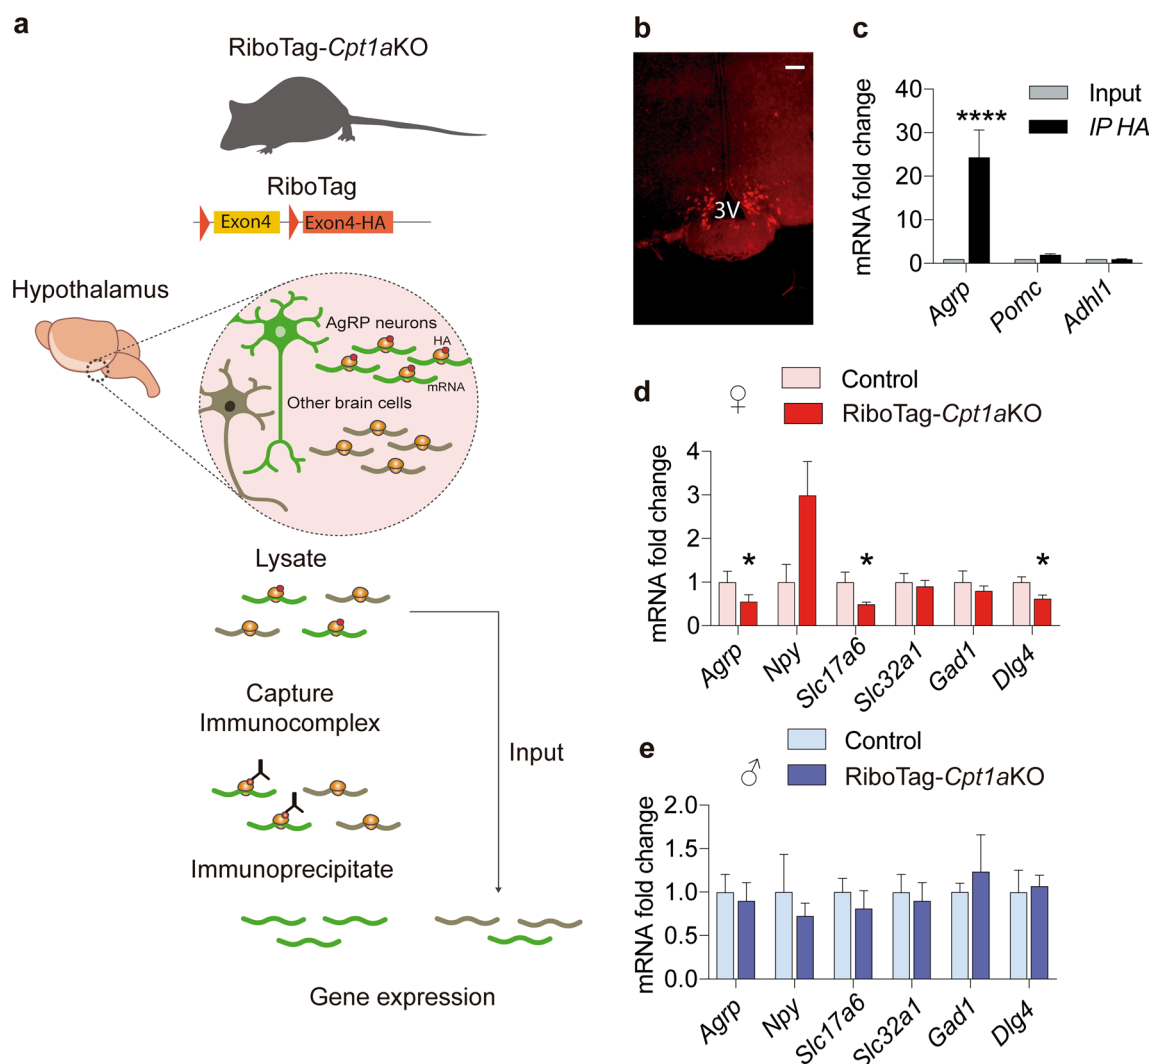 a
RiboTag-Cpt1aKO
RiboTag
Exon4
Exon4-HA
Hypothalamus
AgRP neurons
HA
mRNA
Other brain cells
Lysate
Capture
Immunocomplex
Input
Immunoprecipitate
Gene expression
b
3V
c
mRNA fold change
40
30
20
10
0
****
Input
IP HA
Agrp
Pomc
Adhl1
d
♀
Control
RiboTag-Cpt1aKO
mRNA fold change
4
3
2
1
0
*
*
*
Agrp
Npy
Slc17a6
Slc32a1
Gad1
Dlg4
e
♂
Control
RiboTag-Cpt1aKO
mRNA fold change
2.0
1.5
1.0
0.5
0.0
Agrp
Npy
Slc17a6
Slc32a1
Gad1
Dlg4